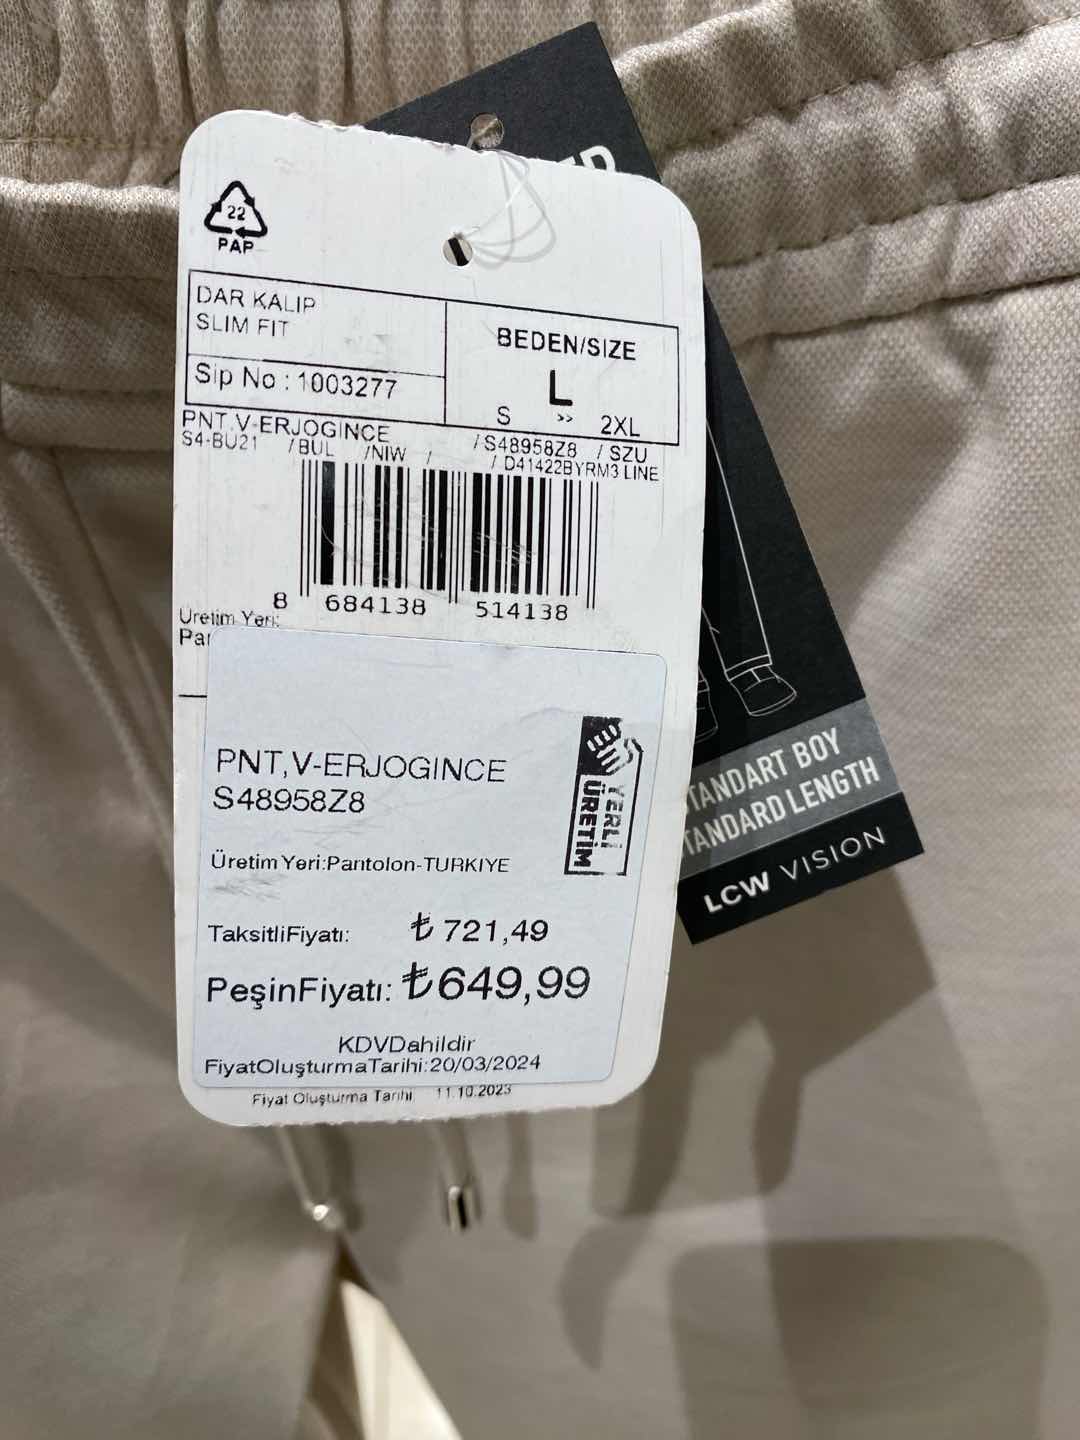 22
PAP
DAR KALIP
SLIM FIT
BEDEN/SIZE
L
S >> 2XL
Sip No : 1003277
PNT,V-ERJOGINCE /S48958Z8 / SZU
S4-BU21 /BUL /NIW / / D41422BYRM3 LINE
8 684138 514138
Üretim Yeri:
PNT,V-ERJOGINCE
S48958Z8
YERLİ
ÜRETİM
Üretim Yeri:Pantolon-TURKIYE
TaksitliFiyatı: ₺ 721,49
PeşinFiyatı: ₺649,99
KDVDahildir
FiyatOluşturmaTarihi:20/03/2024
Fiyat Oluşturma Tarihi 11.10.2023
TANDART BOY
TANDARD LENGTH
LCW VISION